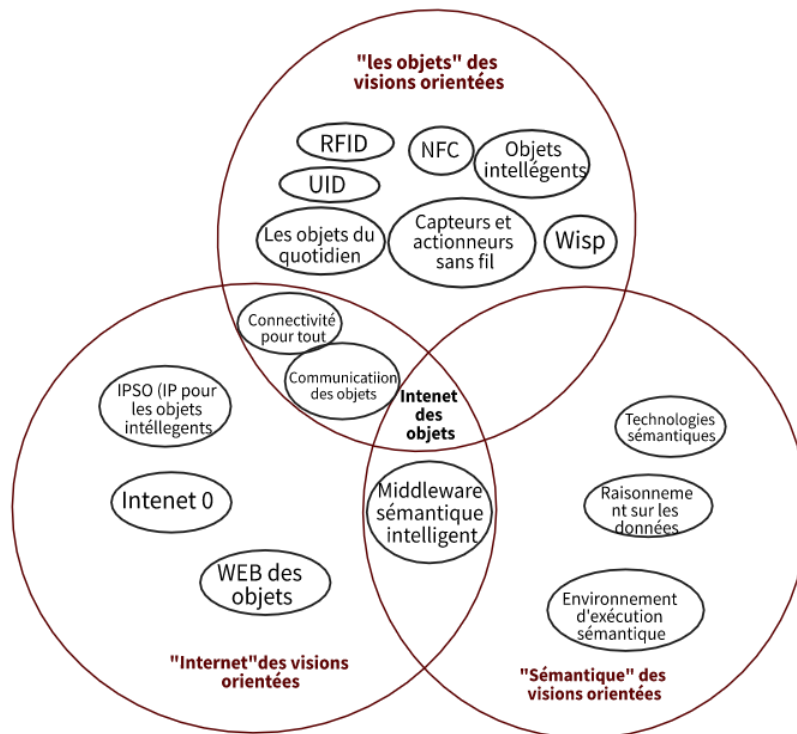 "les objets" des
visions orientées
RFID
NFC
Objets
intellégents
UID
Les objets du
quotidien
Capteurs et
actionneurs
sans fil
Wisp
Connectivité
pour tout
Communicatiion
des objets
Intenet
des
objets
IPSO (IP pour
les objets
intéllegents
Technologies
sémantiques
Intenet 0
Middleware
sémantique
intelligent
Raisonneme
nt sur les
données
WEB des
objets
Environnement
d'exécution
sémantique
"Internet"des visions
orientées
"Sémantique" des
visions orientées